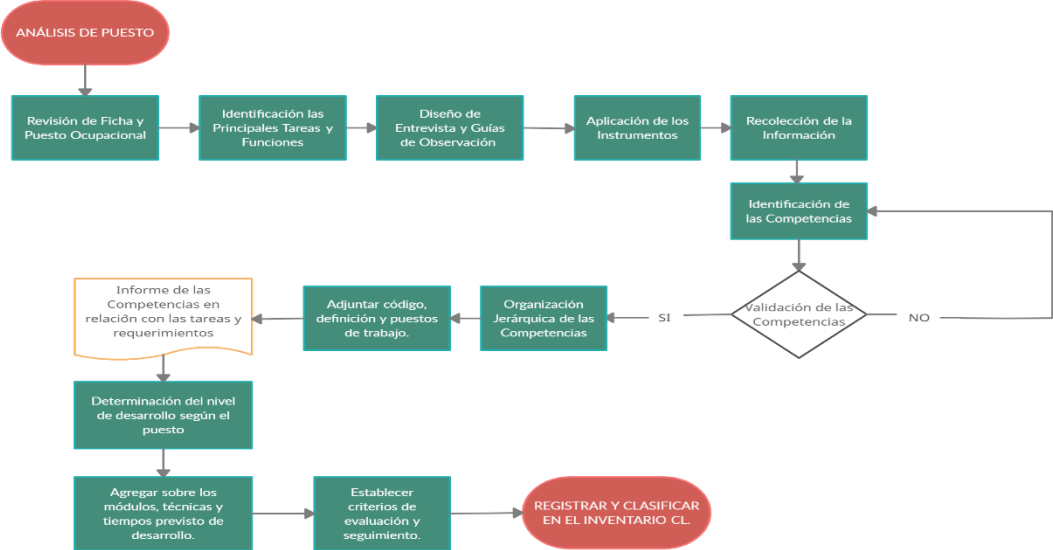 ANÁLISIS DE PUESTO
Revisión de Ficha y
Puesto Ocupacional
Identificación las
Principales Tareas y
Funciones
Diseño de
Entrevista y Guías
de Observación
Aplicación de los
Instrumentos
Recolección de la
Información
Identificación de
las Competencias
Validación de las
Competencias
NO
SI
Organización
Jerárquica de las
Competencias
Adjuntar código,
definición y puestos
de trabajo.
Informe de las
Competencias en
relación con las tareas y
requerimientos
Determinación del nivel
de desarrollo según el
puesto
Agregar sobre los
módulos, técnicas y
tiempos previsto de
desarrollo.
Establecer
criterios de
evaluación y
seguimiento.
REGISTRAR Y CLASIFICAR
EN EL INVENTARIO CL.